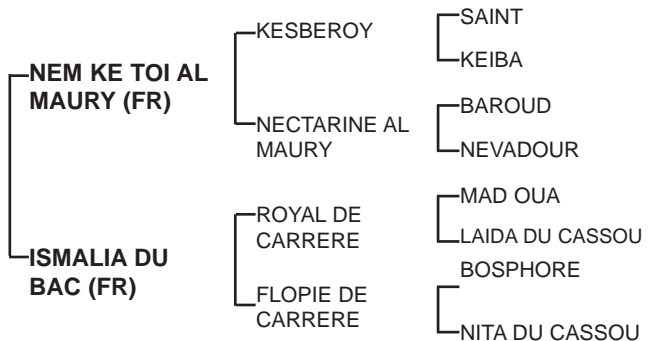 NEM KE TOI AL
MAURY (FR)
ISMALIA DU
BAC (FR)
KESBEROY
NECTARINE AL
MAURY
ROYAL DE
CARRERE
FLOPIE DE
CARRERE
SAINT
KEIBA
BAROUD
NEVADOUR
MAD OUA
LAIDA DU CASSOU
BOSPHORE
NITA DU CASSOU